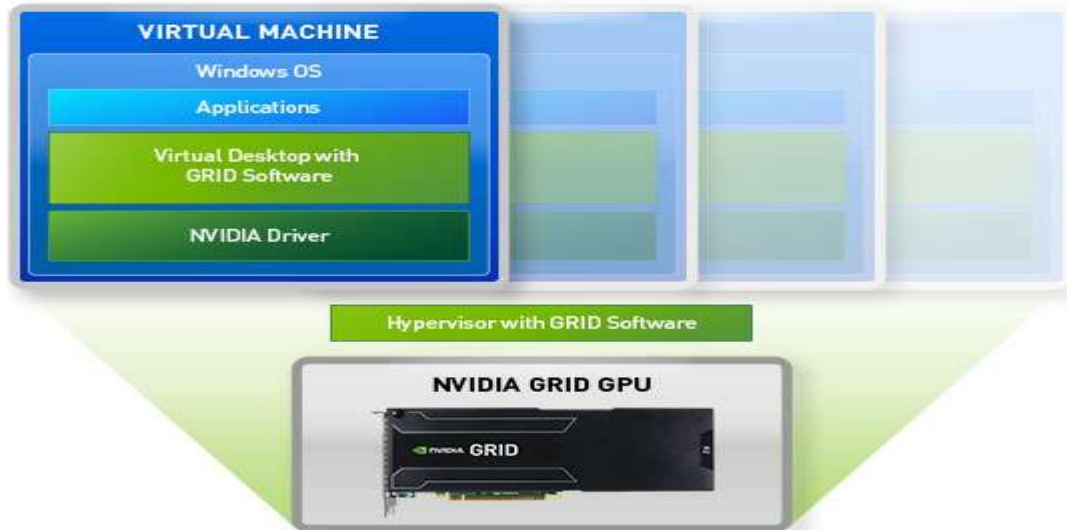 VIRTUAL MACHINE
Windows OS
Applications
Virtual Desktop with
GRID Software
NVIDIA Driver
Hypervisor with GRID Software
NVIDIA GRID GPU
NVIDIA GRID